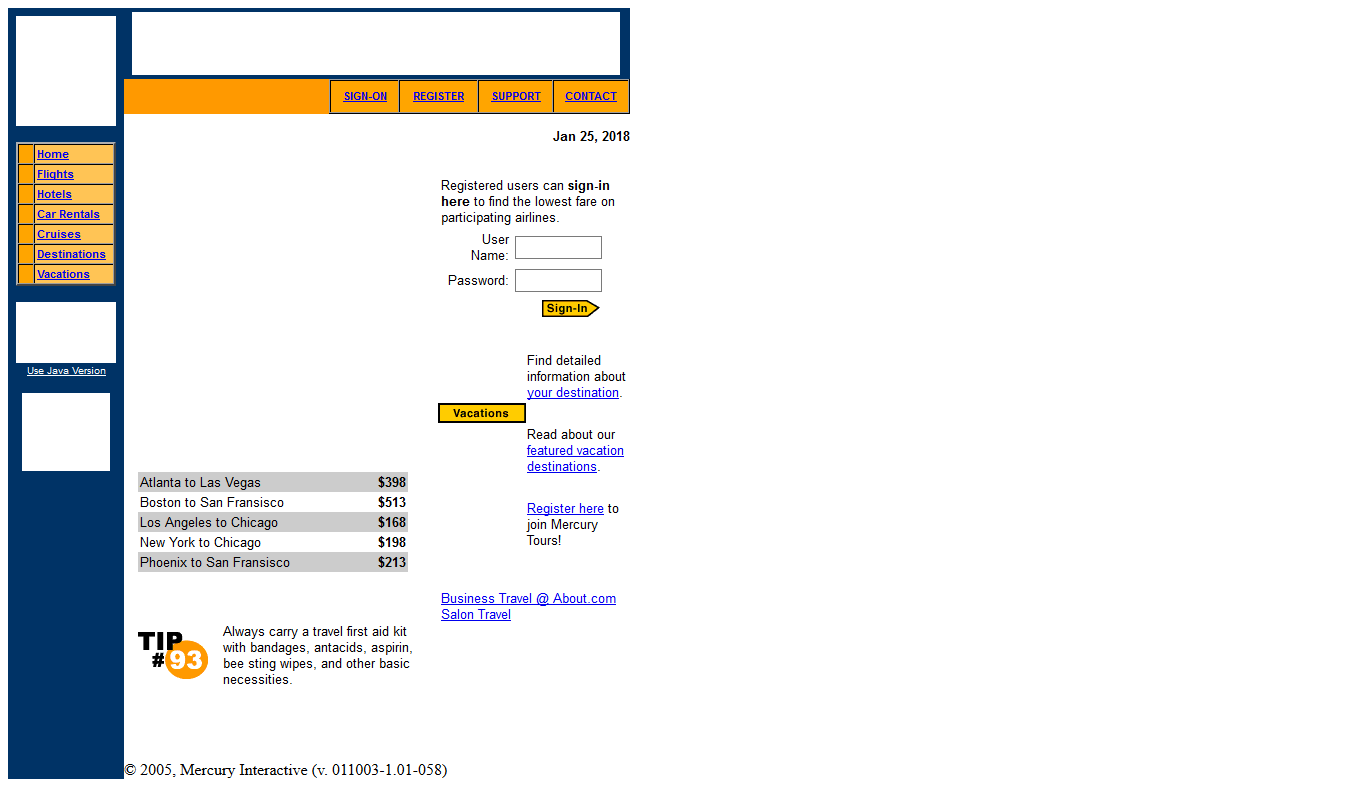 SIGN-ON REGISTER SUPPORT CONTACT
Jan 25, 2018
Home
Flights
Hotels
Car Rentals
Cruises
Destinations
Vacations
Use Java Version
Registered users can sign-in
here to find the lowest fare on
participating airlines.
User
Name:
Password:
Sign-In
Find detailed
information about
your destination.
Vacations
Read about our
featured vacation
destinations.
Register here to
join Mercury
Tours!
Atlanta to Las Vegas $398
Boston to San Fransisco $513
Los Angeles to Chicago $168
New York to Chicago $198
Phoenix to San Fransisco $213
Business Travel @ About.com
Salon Travel
TIP
#93
Always carry a travel first aid kit
with bandages, antacids, aspirin,
bee sting wipes, and other basic
necessities.
© 2005, Mercury Interactive (v. 011003-1.01-058)